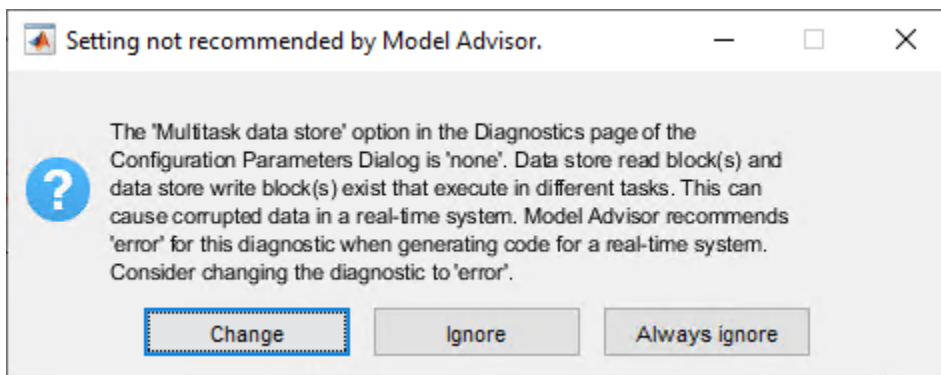 Setting not recommended by Model Advisor.
The 'Multitask data store' option in the Diagnostics page of the
Configuration Parameters Dialog is 'none'. Data store read block(s) and
data store write block(s) exist that execute in different tasks. This can
cause corrupted data in a real-time system. Model Advisor recommends
'error' for this diagnostic when generating code for a real-time system.
Consider changing the diagnostic to 'error'.
Change
Ignore
Always ignore